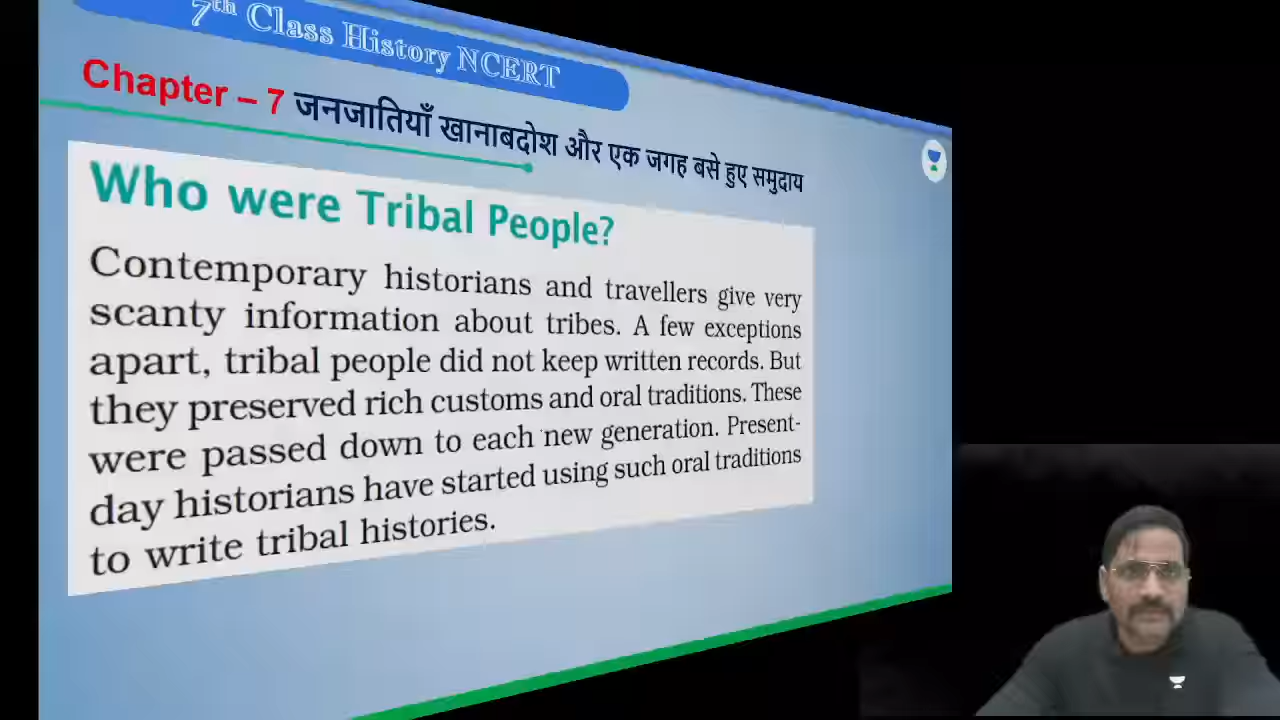 7th Class History NCERT
Chapter – 7 जनजातियाँ खानाबदोश और एक जगह बसे हुए समुदाय
Who were Tribal People?
Contemporary historians and travellers give very
scanty information about tribes. A few exceptions
apart, tribal people did not keep written records. But
they preserved rich customs and oral traditions. These
were passed down to each new generation. Present-
day historians have started using such oral traditions
to write tribal histories.